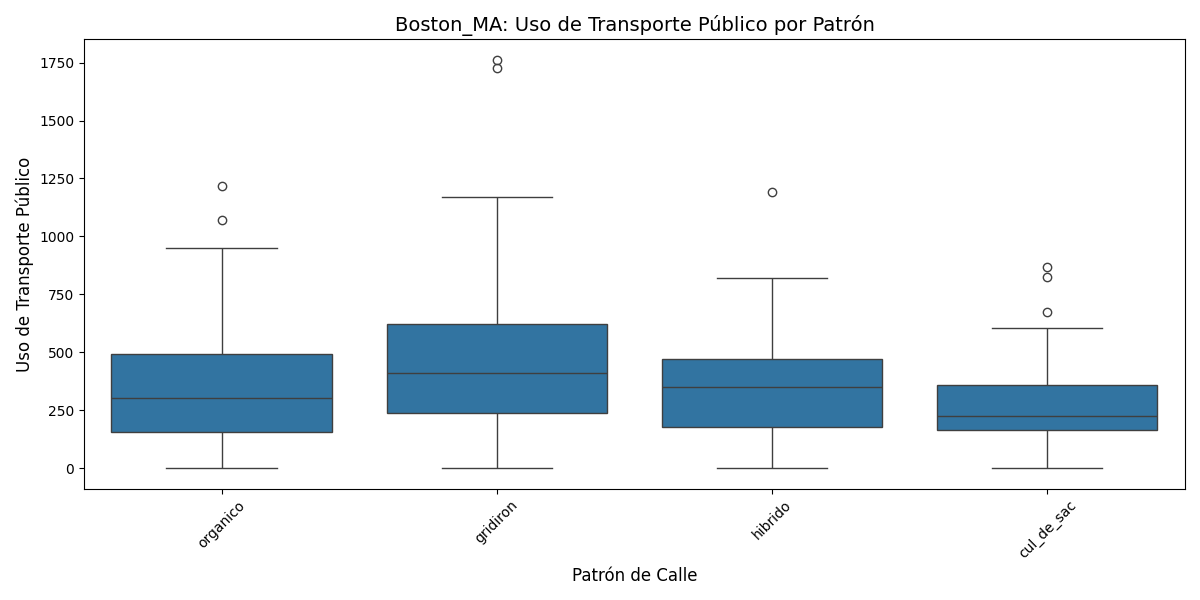 Boston_MA: Uso de Transporte Público por Patrón
Uso de Transporte Público
1750
1500
1250
1000
750
500
250
0
organico
gridiron
hibrido
cul_de_sac
Patrón de Calle